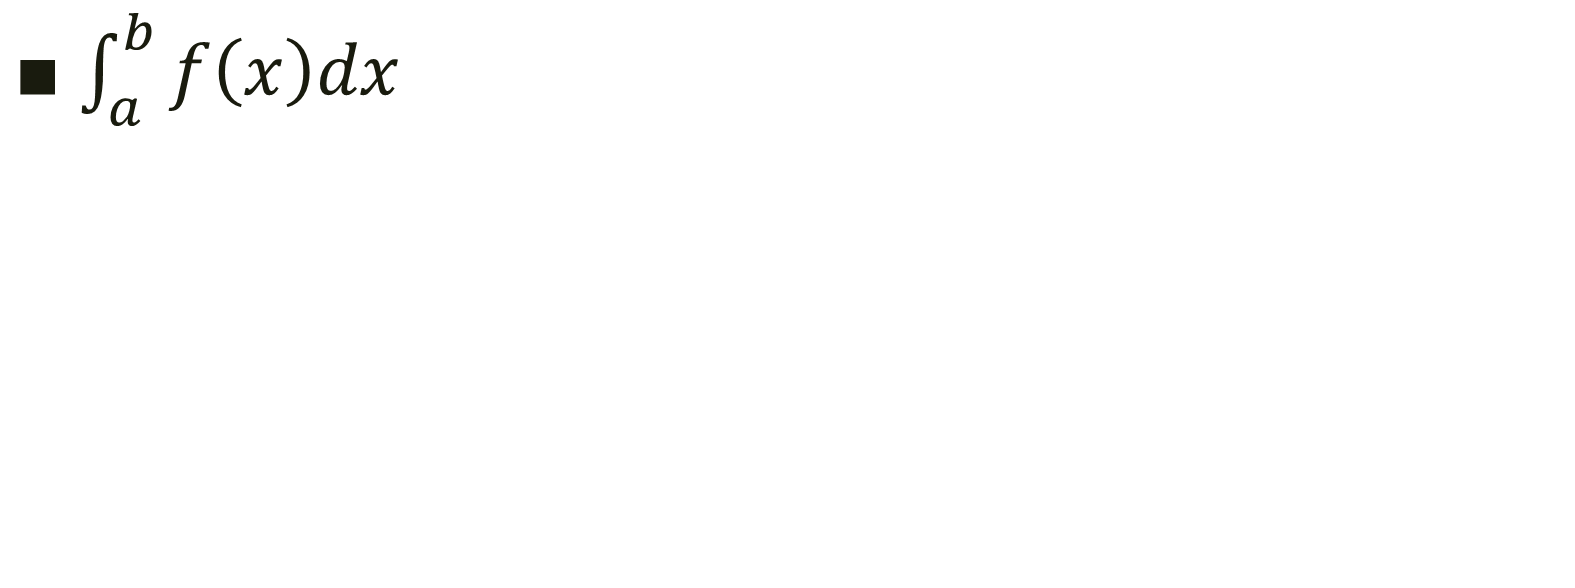 ■ ∫_a^b f(x)dx